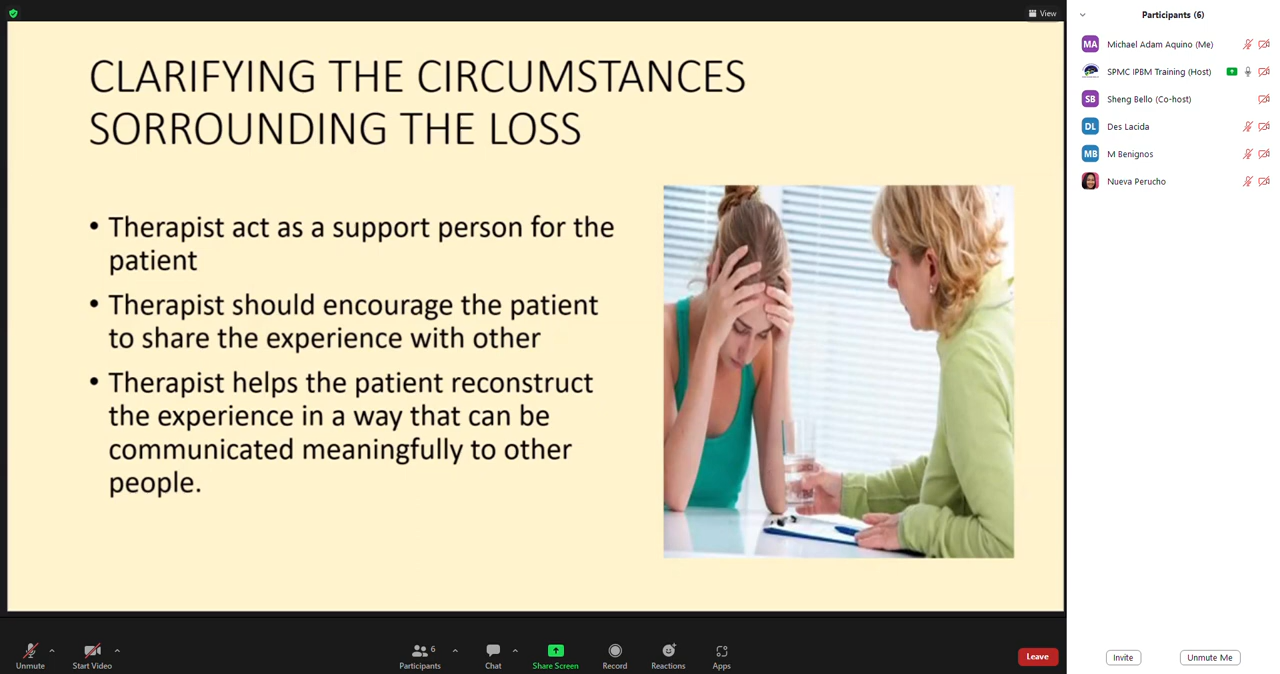 View
CLARIFYING THE CIRCUMSTANCES
SORROUNDING THE LOSS
• Therapist act as a support person for the
patient
• Therapist should encourage the patient
to share the experience with other
• Therapist helps the patient reconstruct
the experience in a way that can be
communicated meaningfully to other
people.
Unmute
Start Video
6
Participants
Chat
Share Screen
Record
Reactions
Apps
Leave
Participants (6)
MA Michael Adam Aquino (Me)
SPMC IPBM Training (Host)
SB Sheng Bello (Co-host)
DL Des Lacida
MB M Benignos
Nueva Perucho
Invite
Unmute Me